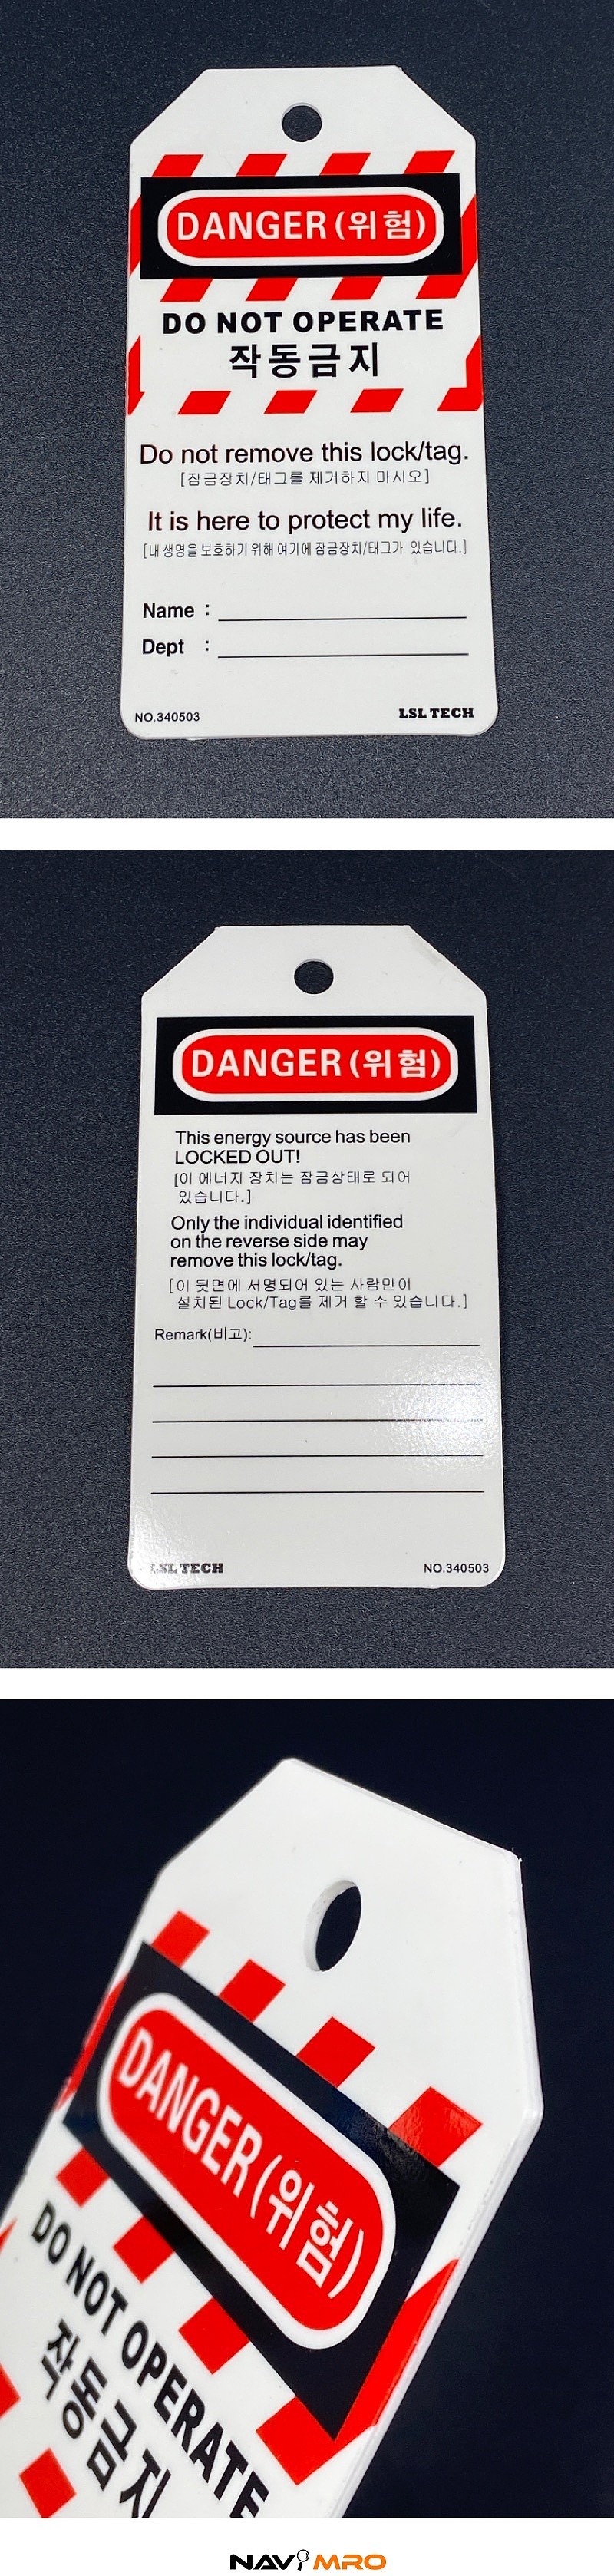 DANGER (위험)
DO NOT OPERATE
작동금지
Do not remove this lock/tag.
[잠금장치/태그를 제거하지 마시오]
It is here to protect my life.
[내 생명을 보호하기 위해 여기에 잠금장치/태그가 있습니다.]
Name :
Dept :
NO.340503 LSL TECH
DANGER (위험)
This energy source has been
LOCKED OUT!
[이 에너지 장치는 잠금상태로 되어
있습니다.]
Only the individual identified
on the reverse side may
remove this lock/tag.
[이 뒷면에 서명되어 있는 사람만이
설치된 Lock/Tag를 제거 할 수 있습니다.]
Remark(비고):
LSL TECH NO.340503
DANGER (위험)
DO NOT OPERATE
작동금지
NAVI MRO